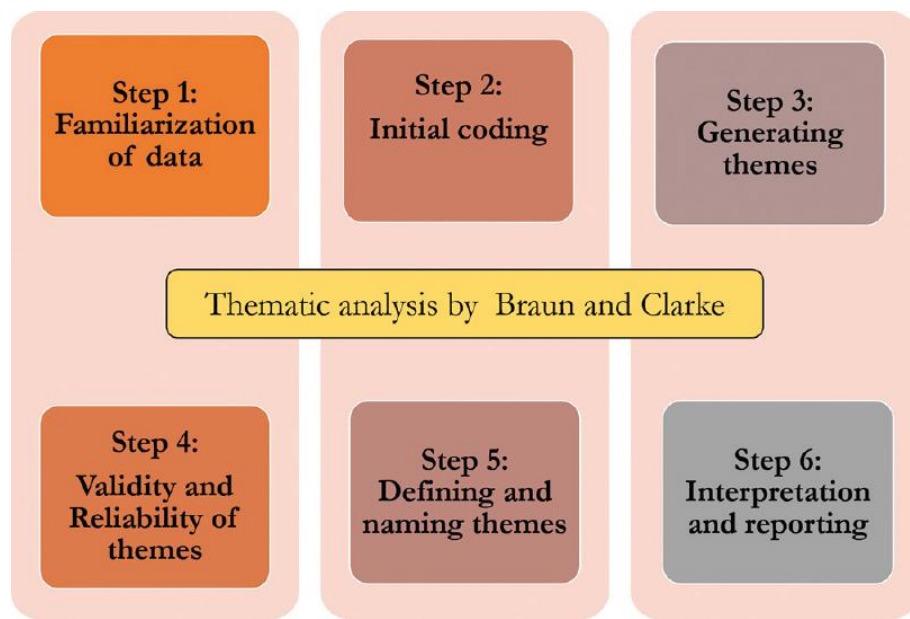 Step 1:
Familiarization
of data
Step 2:
Initial coding
Step 3:
Generating
themes
Thematic analysis by Braun and Clarke
Step 4:
Validity and
Reliability of
themes
Step 5:
Defining and
naming themes
Step 6:
Interpretation
and reporting